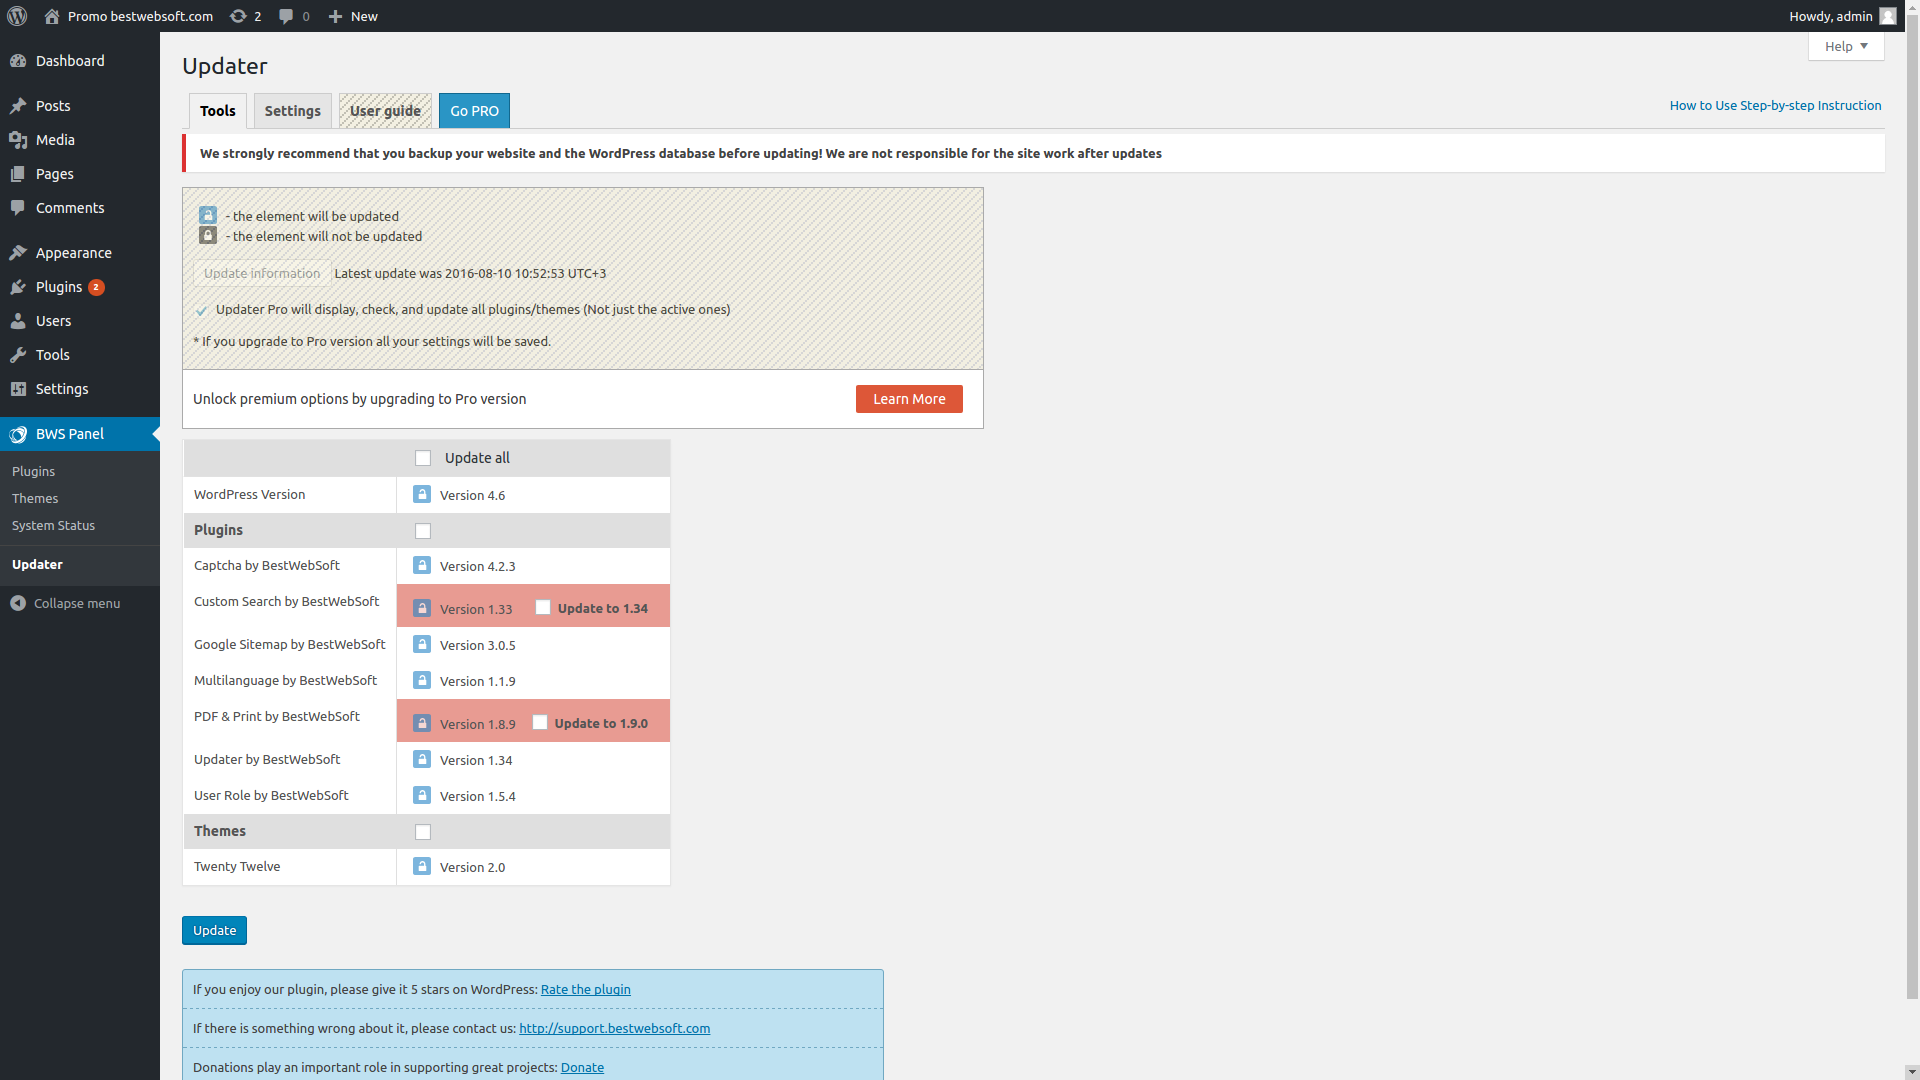 Promo bestwebsoft.com 2 0 New Howdy, admin
Help
Dashboard
Posts
Media
Pages
Comments
Appearance
Plugins 2
Users
Tools
Settings
BWS Panel
Plugins
Themes
System Status
Updater
Collapse menu
Updater
Tools Settings User guide Go PRO
How to Use Step-by-step Instruction
We strongly recommend that you backup your website and the WordPress database before updating! We are not responsible for the site work after updates
- the element will be updated
- the element will not be updated
Update information Latest update was 2016-08-10 10:52:53 UTC+3
Updater Pro will display, check, and update all plugins/themes (Not just the active ones)
* If you upgrade to Pro version all your settings will be saved.
Unlock premium options by upgrading to Pro version Learn More
Update all
WordPress Version Version 4.6
Plugins
Captcha by BestWebSoft Version 4.2.3
Custom Search by BestWebSoft Version 1.33 Update to 1.34
Google Sitemap by BestWebSoft Version 3.0.5
Multilanguage by BestWebSoft Version 1.1.9
PDF & Print by BestWebSoft Version 1.8.9 Update to 1.9.0
Updater by BestWebSoft Version 1.34
User Role by BestWebSoft Version 1.5.4
Themes
Twenty Twelve Version 2.0
Update
If you enjoy our plugin, please give it 5 stars on WordPress: Rate the plugin
If there is something wrong about it, please contact us: http://support.bestwebsoft.com
Donations play an important role in supporting great projects: Donate